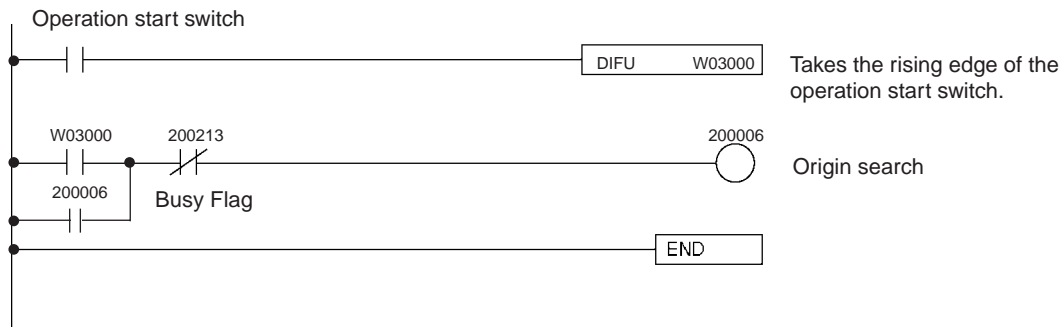 Operation start switch
DIFU W03000
Takes the rising edge of the
operation start switch.
W03000 200213 200006
Origin search
200006
Busy Flag
END